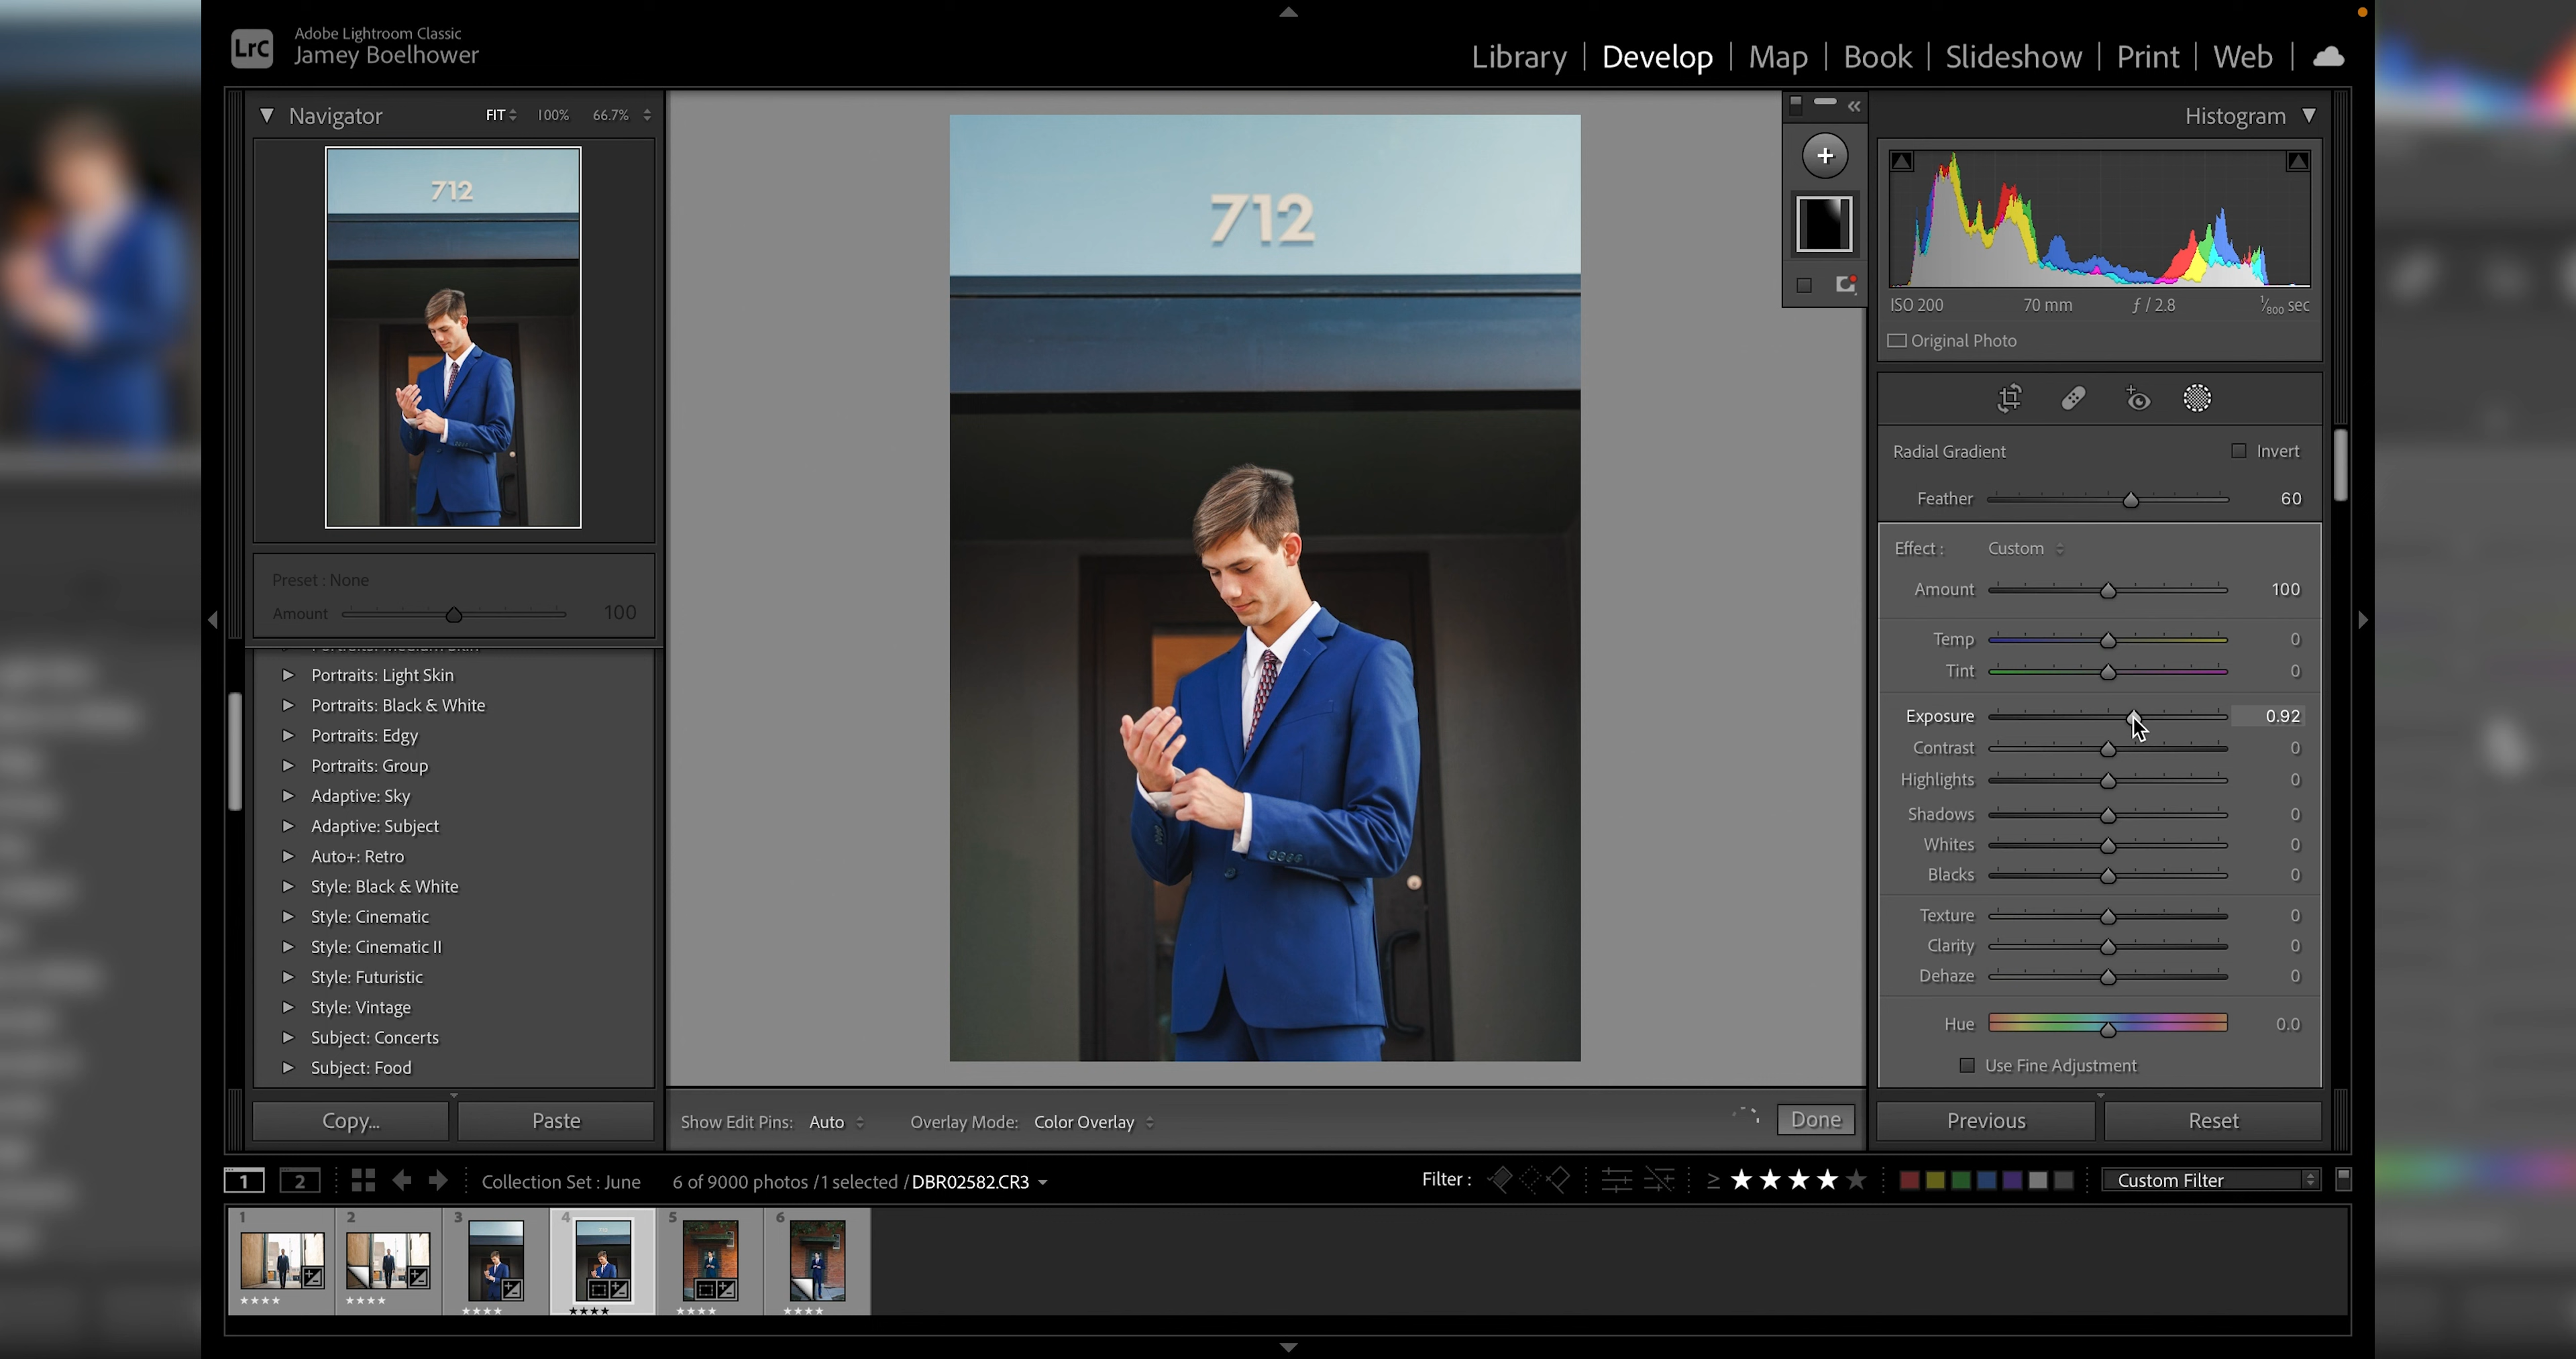 LrC
Adobe Lightroom Classic
Jamey Boelhower
Library | Develop | Map | Book | Slideshow | Print | Web
Navigator FIT 100% 66.7%
712
Preset : None
Amount 100
Portraits: Medium Skin
Portraits: Light Skin
Portraits: Black & White
Portraits: Edgy
Portraits: Group
Adaptive: Sky
Adaptive: Subject
Auto+: Retro
Style: Black & White
Style: Cinematic
Style: Cinematic II
Style: Futuristic
Style: Vintage
Subject: Concerts
Subject: Food
Copy... Paste
712
Show Edit Pins: Auto Overlay Mode: Color Overlay Done
Histogram
ISO 200 70 mm ƒ / 2.8 1/800 sec
Original Photo
Radial Gradient Invert
Feather 60
Effect : Custom
Amount 100
Temp 0
Tint 0
Exposure 0.92
Contrast 0
Highlights 0
Shadows 0
Whites 0
Blacks 0
Texture 0
Clarity 0
Dehaze 0
Hue 0.0
Use Fine Adjustment
Previous Reset
1 2 Collection Set : June 6 of 9000 photos / 1 selected / DBR02582.CR3 Filter : ≥ ★★★★★ Custom Filter
1 2 3 4 5 6